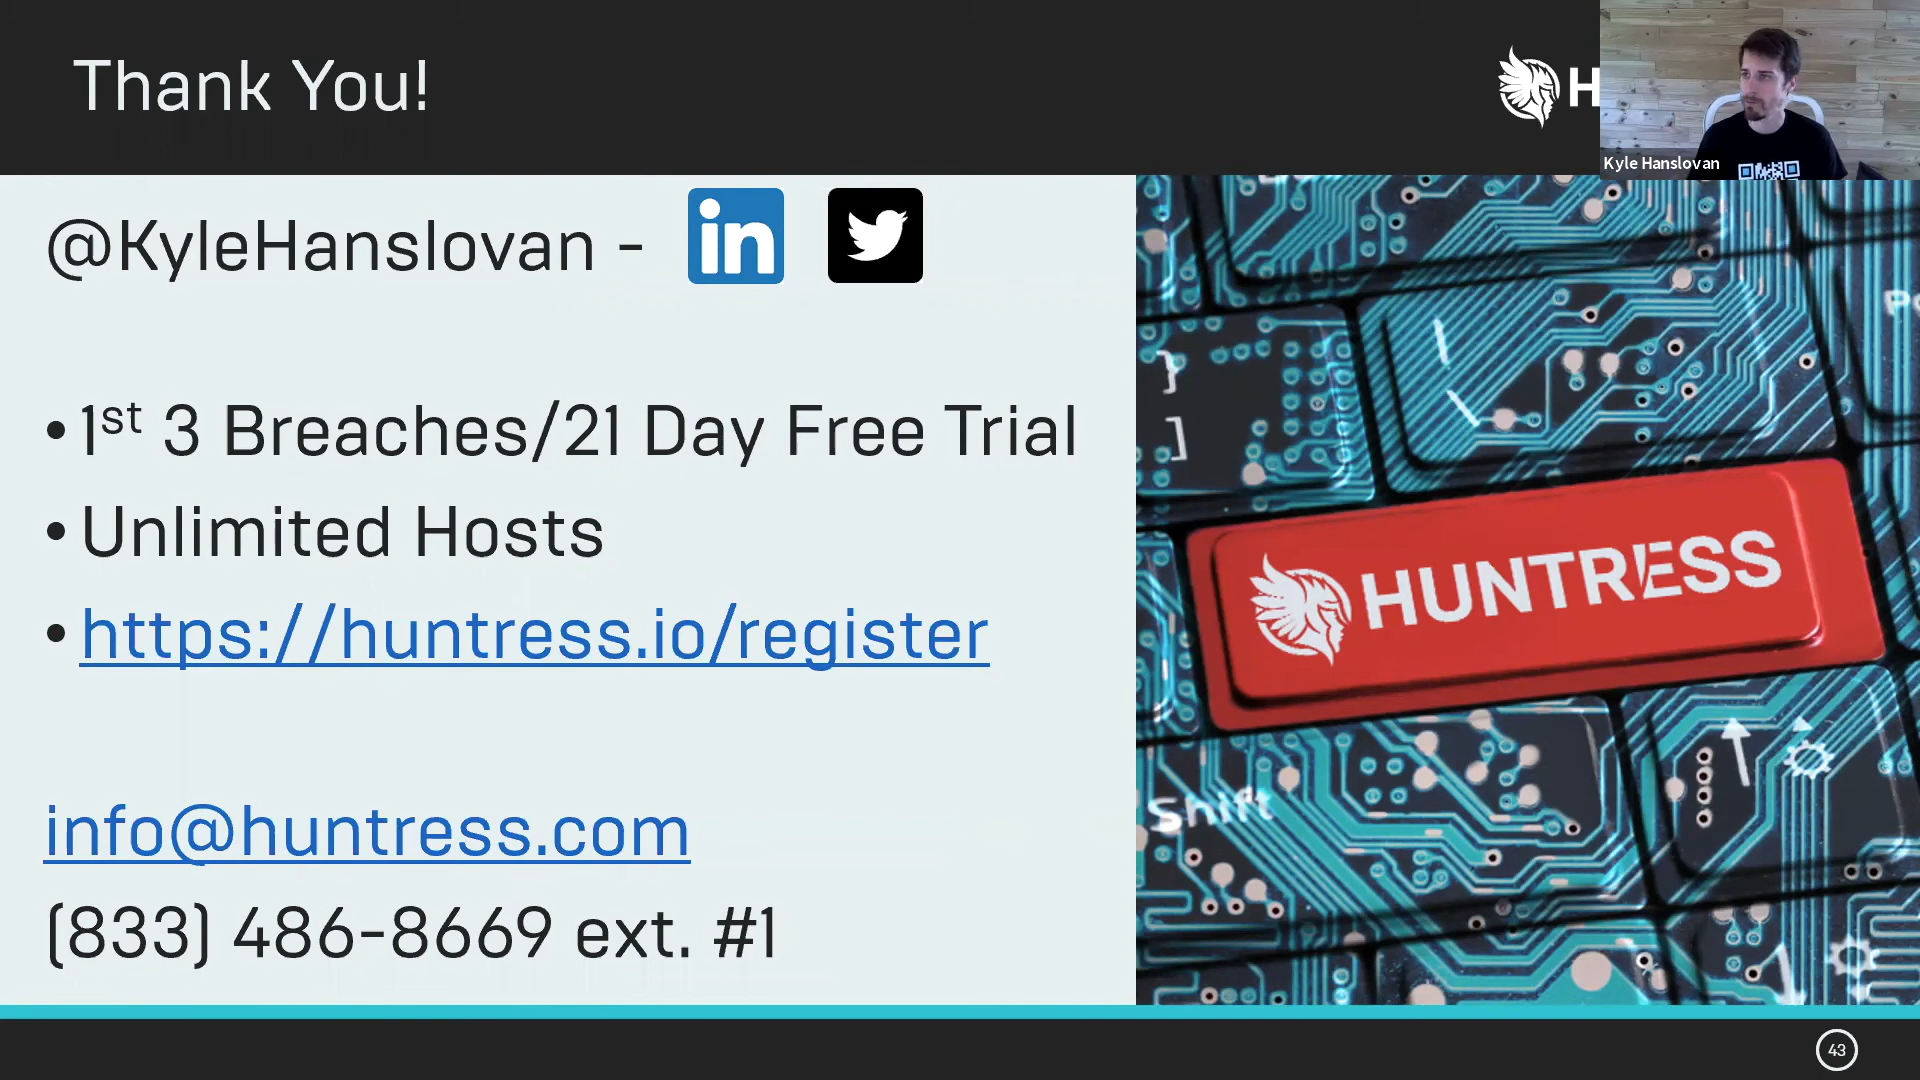 Thank You!
H
Kyle Hanslovan
@KyleHanslovan -
in
• 1st 3 Breaches/21 Day Free Trial
• Unlimited Hosts
• https://huntress.io/register
info@huntress.com
(833) 486-8669 ext. #1
}
]
HUNTRESS
Shift
43